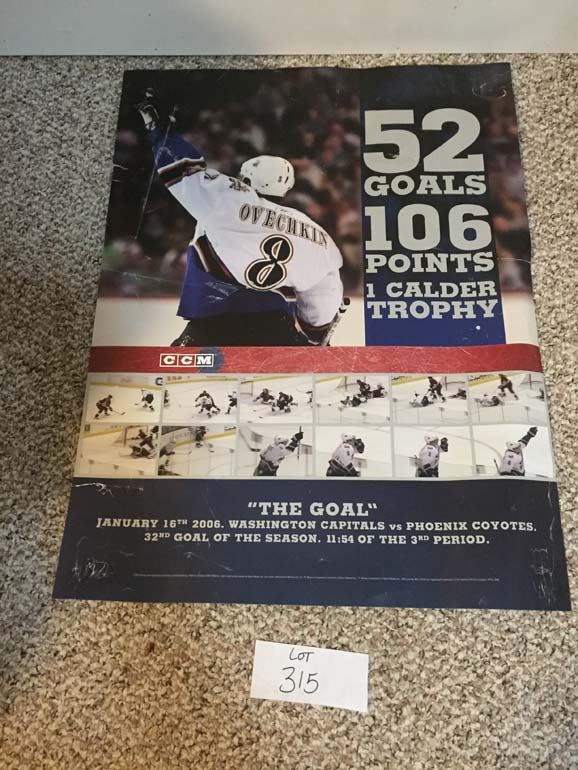 52
GOALS
106
POINTS
1 CALDER
TROPHY
OVECHKIN
8
CCM
"THE GOAL"
JANUARY 16TH 2006. WASHINGTON CAPITALS vs PHOENIX COYOTES.
32ND GOAL OF THE SEASON. 11:54 OF THE 3RD PERIOD.
LOT
315